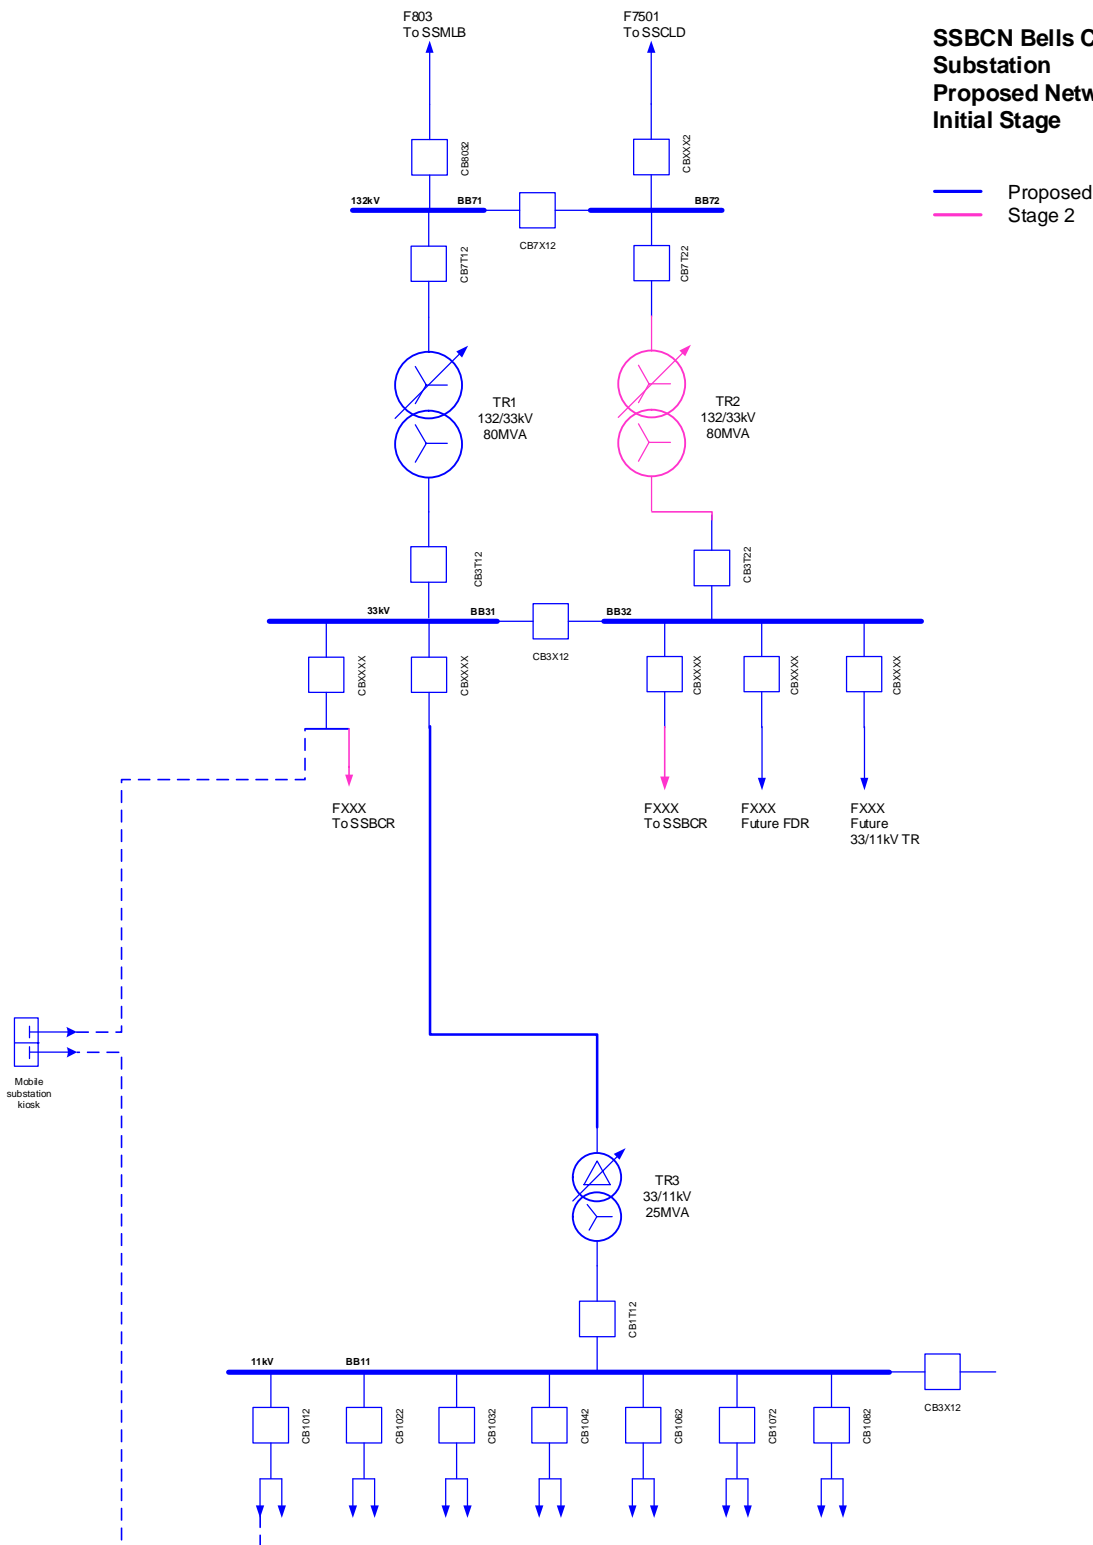 F803
To SSMLB
F7501
To SSCLD
SSBCN Bells
Substation
Proposed
Initial Stage
Proposed
Stage 2
CB8032
CBXXX2
132kV
BB71
BB72
CB7X12
CB7T12
CB7T22
TR1
132/33kV
80MVA
TR2
132/33kV
80MVA
CB3T12
CB3T22
33kV
BB31
BB32
CB3X12
CBXXXX
CBXXXX
CBXXXX
CBXXXX
CBXXXX
FXXX
To SSBCR
FXXX
To SSBCR
FXXX
Future FDR
FXXX
Future
33/11kV TR
Mobile
substation
kiosk
TR3
33/11kV
25MVA
CB1T12
11kV
BB11
CB3X12
CB1012
CB1022
CB1032
CB1042
CB1062
CB1072
CB1082